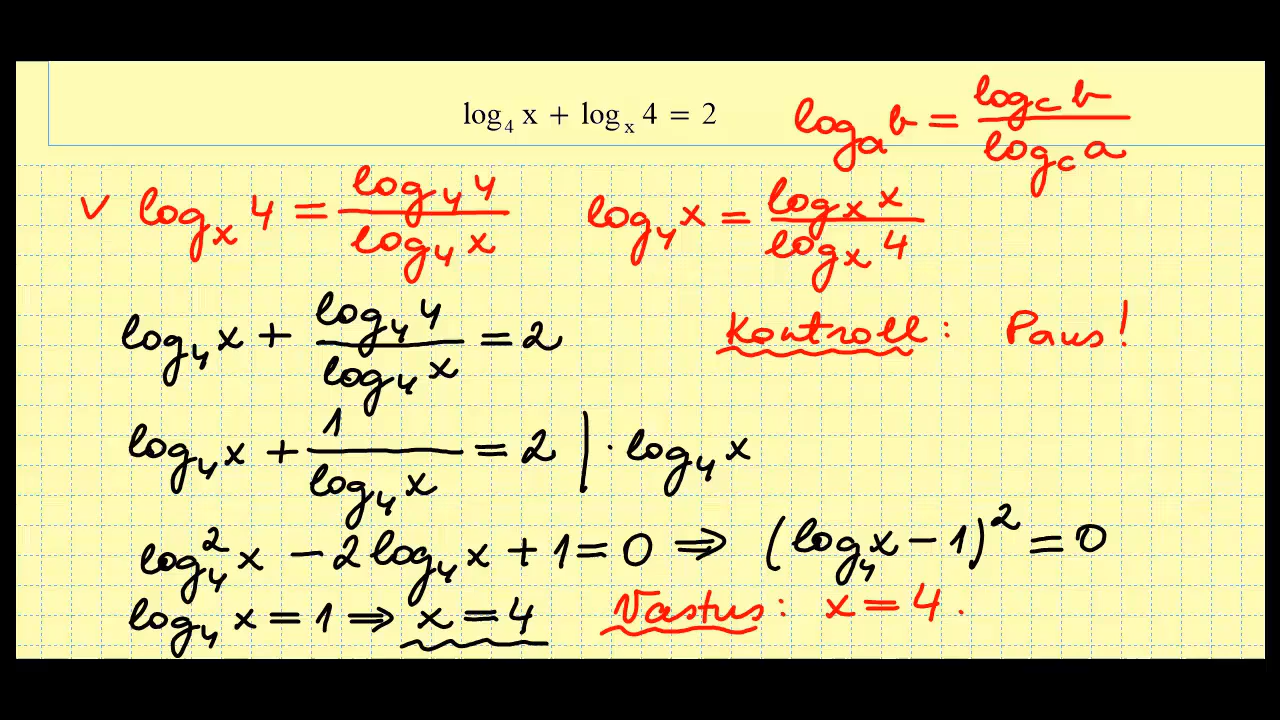 log₄ x + logₓ 4 = 2
logₐ b = log_c b / log_c a
∨ logₓ 4 = log₄ 4 / log₄ x
log₄ x = logₓ x / logₓ 4
log₄ x + log₄ 4 / log₄ x = 2
Kontroll: Paus!
log₄ x + 1 / log₄ x = 2 | · log₄ x
log₄² x − 2 log₄ x + 1 = 0 ⇒ (log₄ x − 1)² = 0
log₄ x = 1 ⇒ x = 4
Vastus: x = 4.